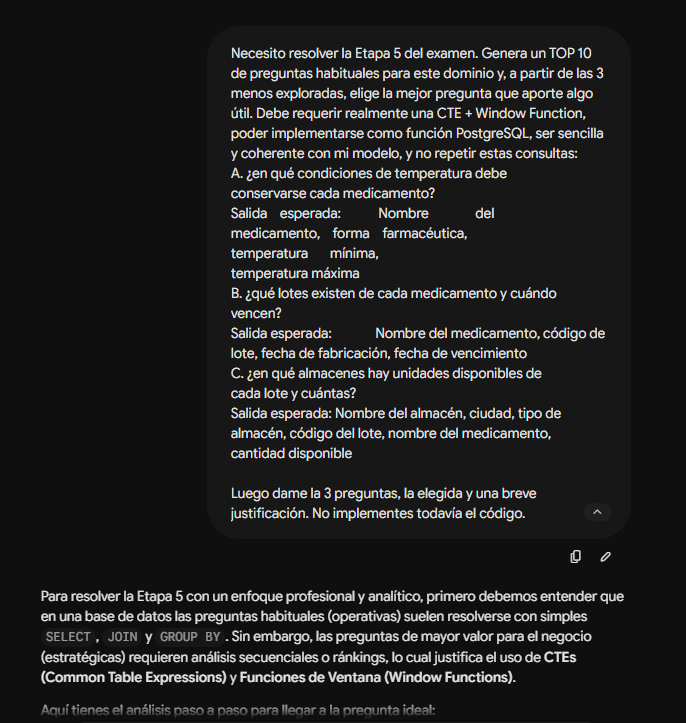 Necesito resolver la Etapa 5 del examen. Genera un TOP 10
de preguntas habituales para este dominio y, a partir de las 3
menos exploradas, elige la mejor pregunta que aporte algo
útil. Debe requerir realmente una CTE + Window Function,
poder implementarse como función PostgreSQL, ser sencilla
y coherente con mi modelo, y no repetir estas consultas:
A. ¿en qué condiciones de temperatura debe
conservarse cada medicamento?
Salida esperada: Nombre del
medicamento, forma farmacéutica,
temperatura mínima,
temperatura máxima
B. ¿qué lotes existen de cada medicamento y cuándo
vencen?
Salida esperada: Nombre del medicamento, código de
lote, fecha de fabricación, fecha de vencimiento
C. ¿en qué almacenes hay unidades disponibles de
cada lote y cuántas?
Salida esperada: Nombre del almacén, ciudad, tipo de
almacén, código del lote, nombre del medicamento,
cantidad disponible
Luego dame la 3 preguntas, la elegida y una breve
justificación. No implementes todavía el código.
Para resolver la Etapa 5 con un enfoque profesional y analítico, primero debemos entender que
en una base de datos las preguntas habituales (operativas) suelen resolverse con simples
SELECT, JOIN y GROUP BY. Sin embargo, las preguntas de mayor valor para el negocio
(estratégicas) requieren análisis secuenciales o ránkings, lo cual justifica el uso de CTEs
(Common Table Expressions) y Funciones de Ventana (Window Functions).
Aquí tienes el análisis paso a paso para llegar a la pregunta ideal: